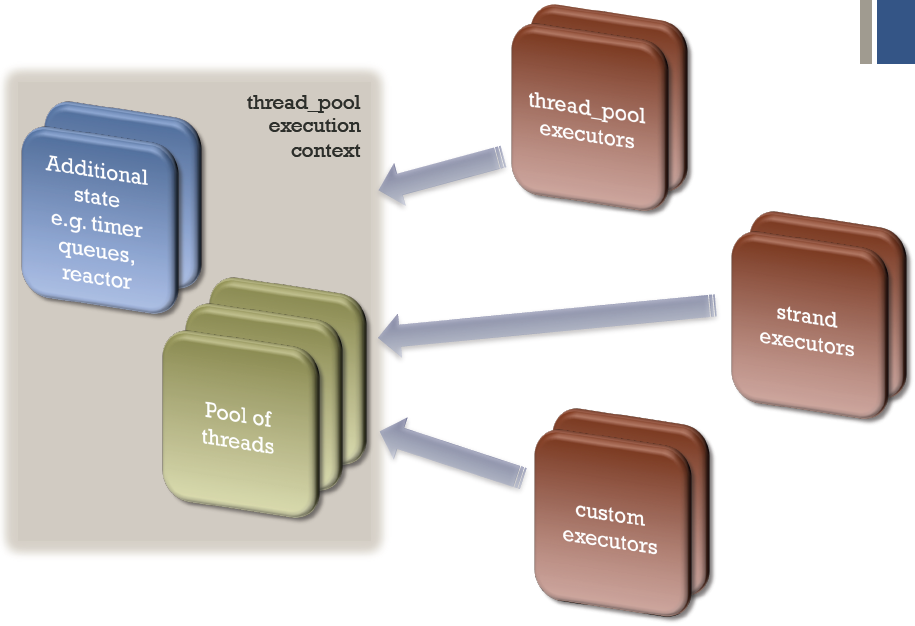 thread_pool
execution
context
Additional
state
e.g. timer
queues,
reactor
Pool of
threads
thread_pool
executors
strand
executors
custom
executors